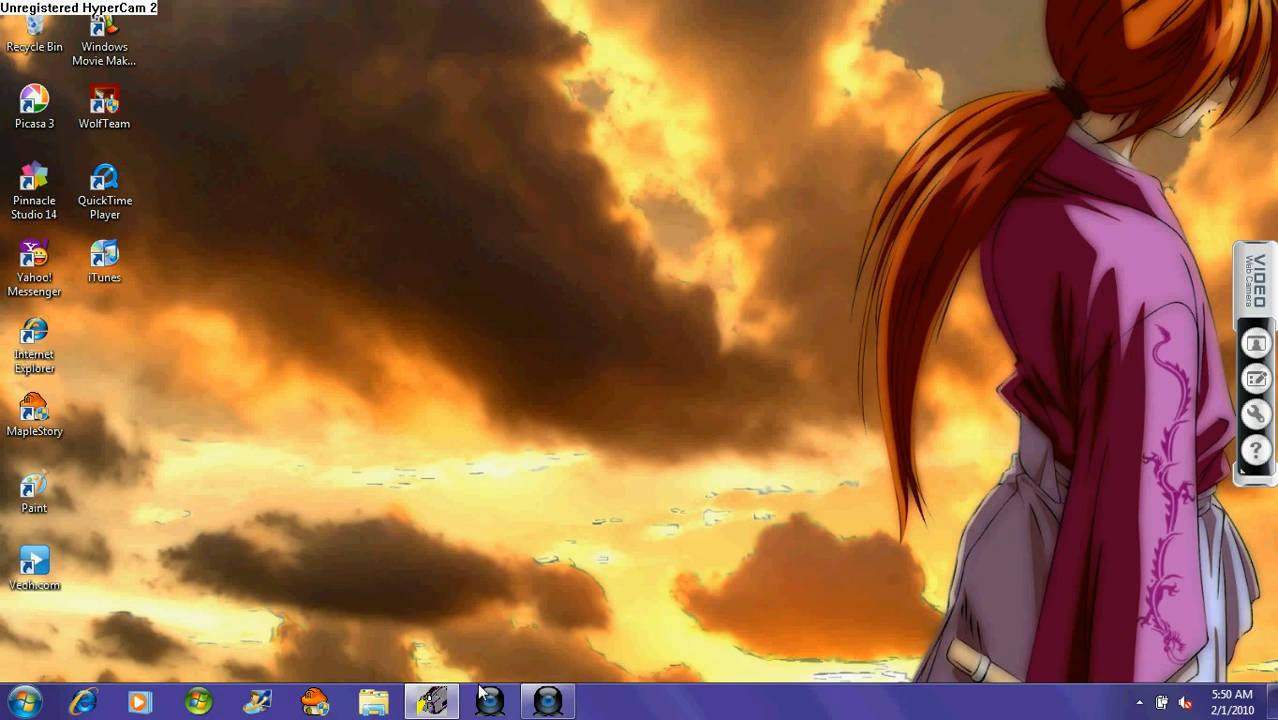 Unregistered HyperCam 2
Recycle Bin
Windows
Movie Mak...
Picasa 3
WolfTeam
Pinnacle
Studio 14
QuickTime
Player
Yahoo!
Messenger
iTunes
Internet
Explorer
MapleStory
Paint
Veoh.com
VIDEO
Web Camera
5:50 AM
2/1/2010